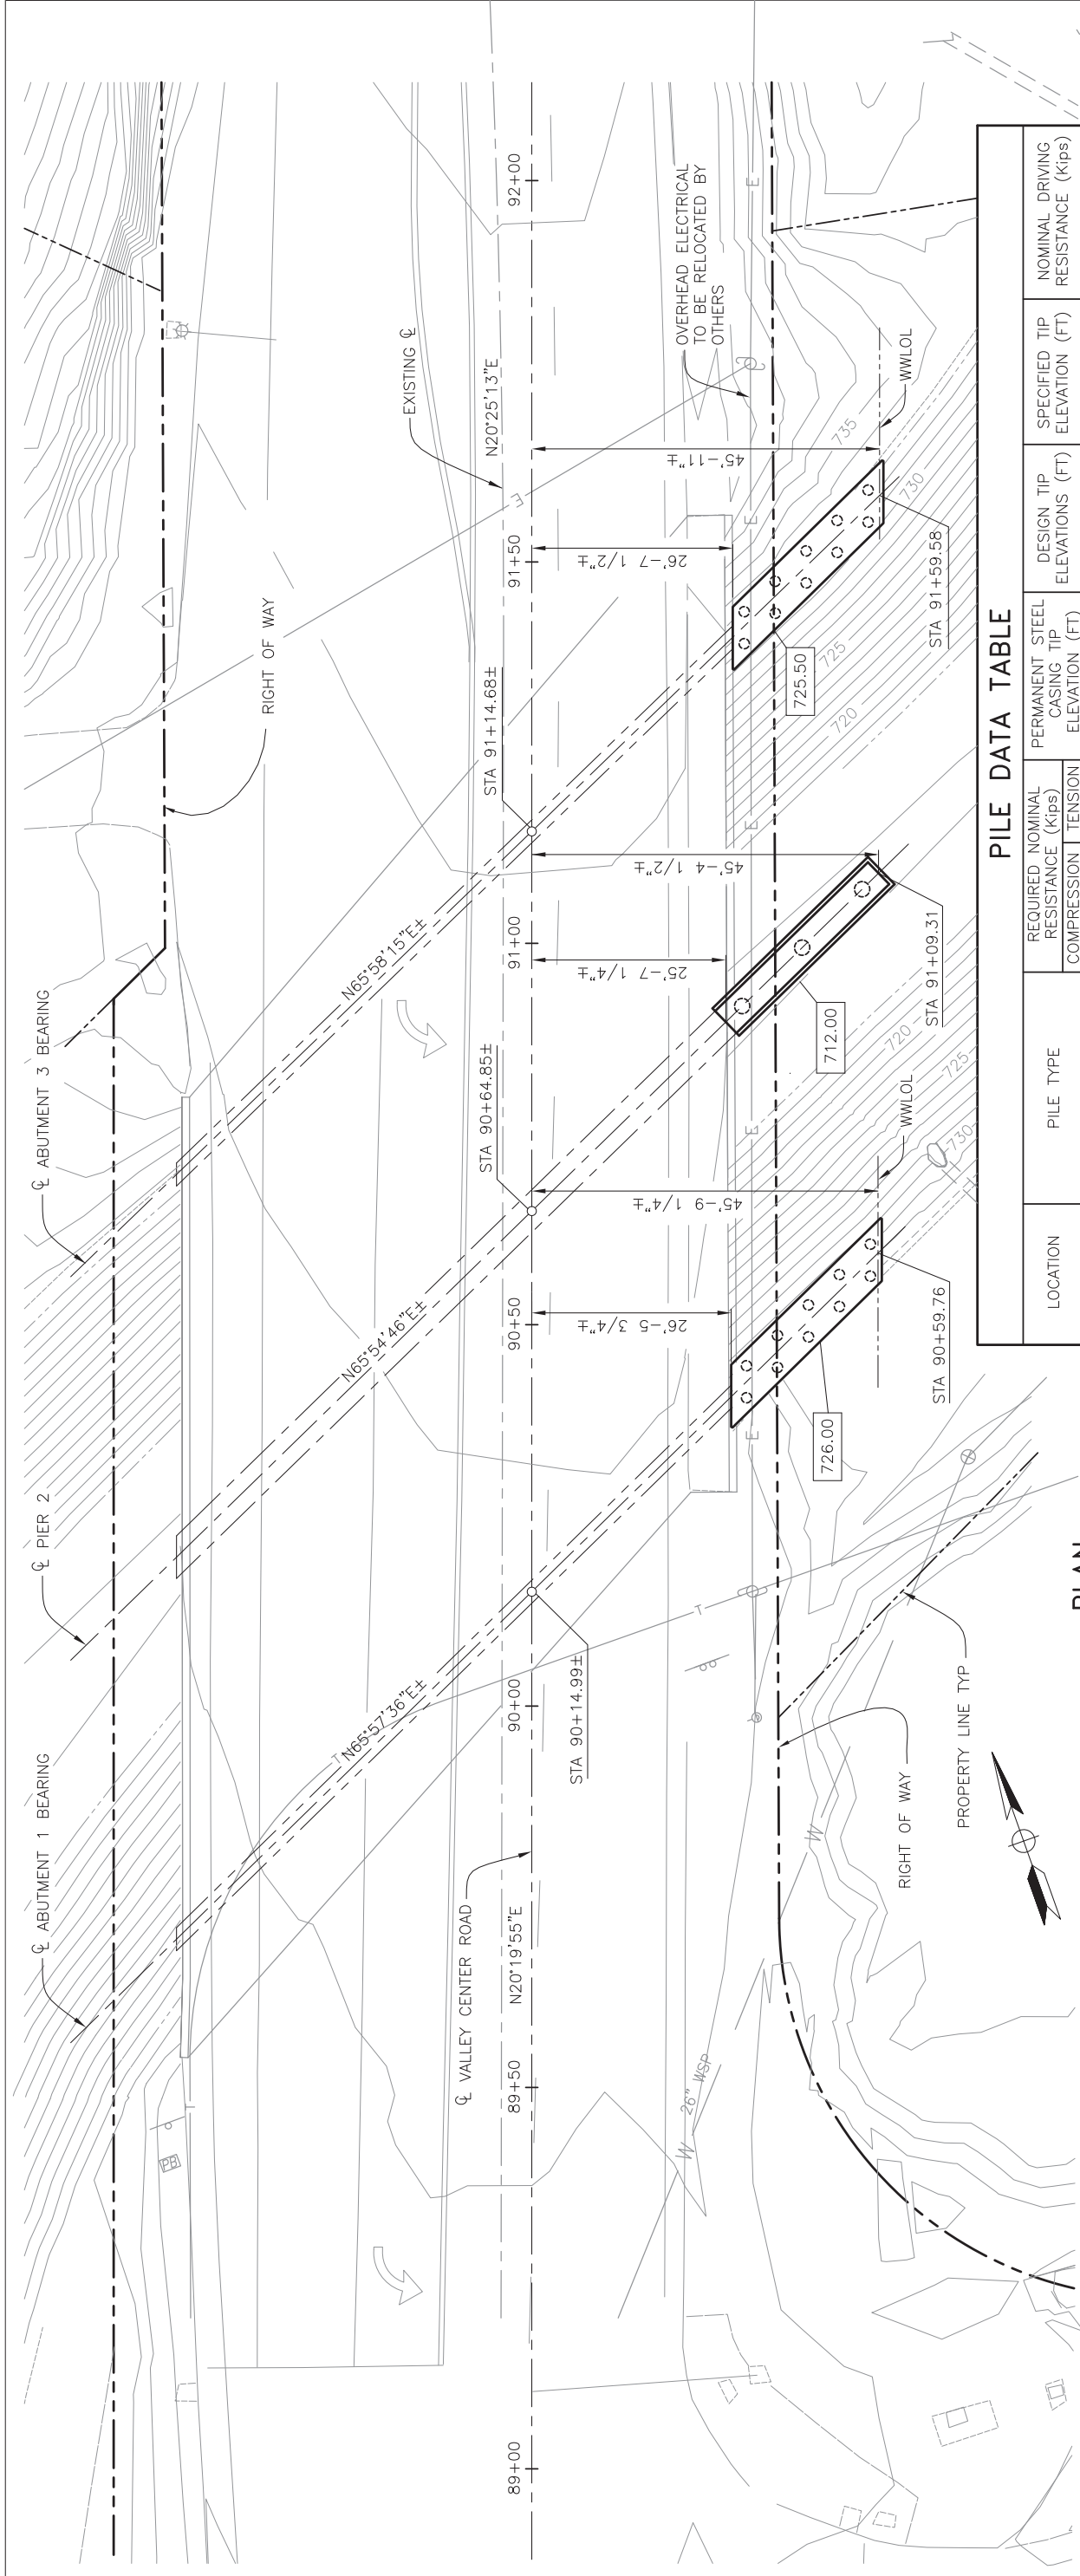 ℄ ABUTMENT 1 BEARING
℄ PIER 2
℄ ABUTMENT 3 BEARING
RIGHT OF WAY
EXISTING ℄
N20°25'13"E
N65°57'36"E±
N65°54'46"E±
N65°58'15"E±
℄ VALLEY CENTER ROAD
N20°19'55"E
89+00
89+50
90+00
90+50
91+00
91+50
92+00
STA 90+14.99±
STA 90+64.85±
STA 91+14.68±
26'-5 3/4"±
45'-9 1/4"±
25'-7 1/4"±
45'-4 1/2"±
26'-7 1/2"±
45'-11"±
OVERHEAD ELECTRICAL
TO BE RELOCATED BY
OTHERS
PB
T
T
E
E
E
E
E
E
W
26" WSP
W
726.00
712.00
725.50
720
725
730
720
725
730
735
WWLOL
WWLOL
STA 90+59.76
STA 91+09.31
STA 91+59.58
RIGHT OF WAY
PROPERTY LINE TYP
PLAN
PILE DATA TABLE
LOCATION
PILE TYPE
REQUIRED NOMINAL
RESISTANCE (Kips)
COMPRESSION
TENSION
PERMANENT STEEL
CASING TIP
ELEVATION (FT)
DESIGN TIP
ELEVATIONS (FT)
SPECIFIED TIP
ELEVATION (FT)
NOMINAL DRIVING
RESISTANCE (Kips)